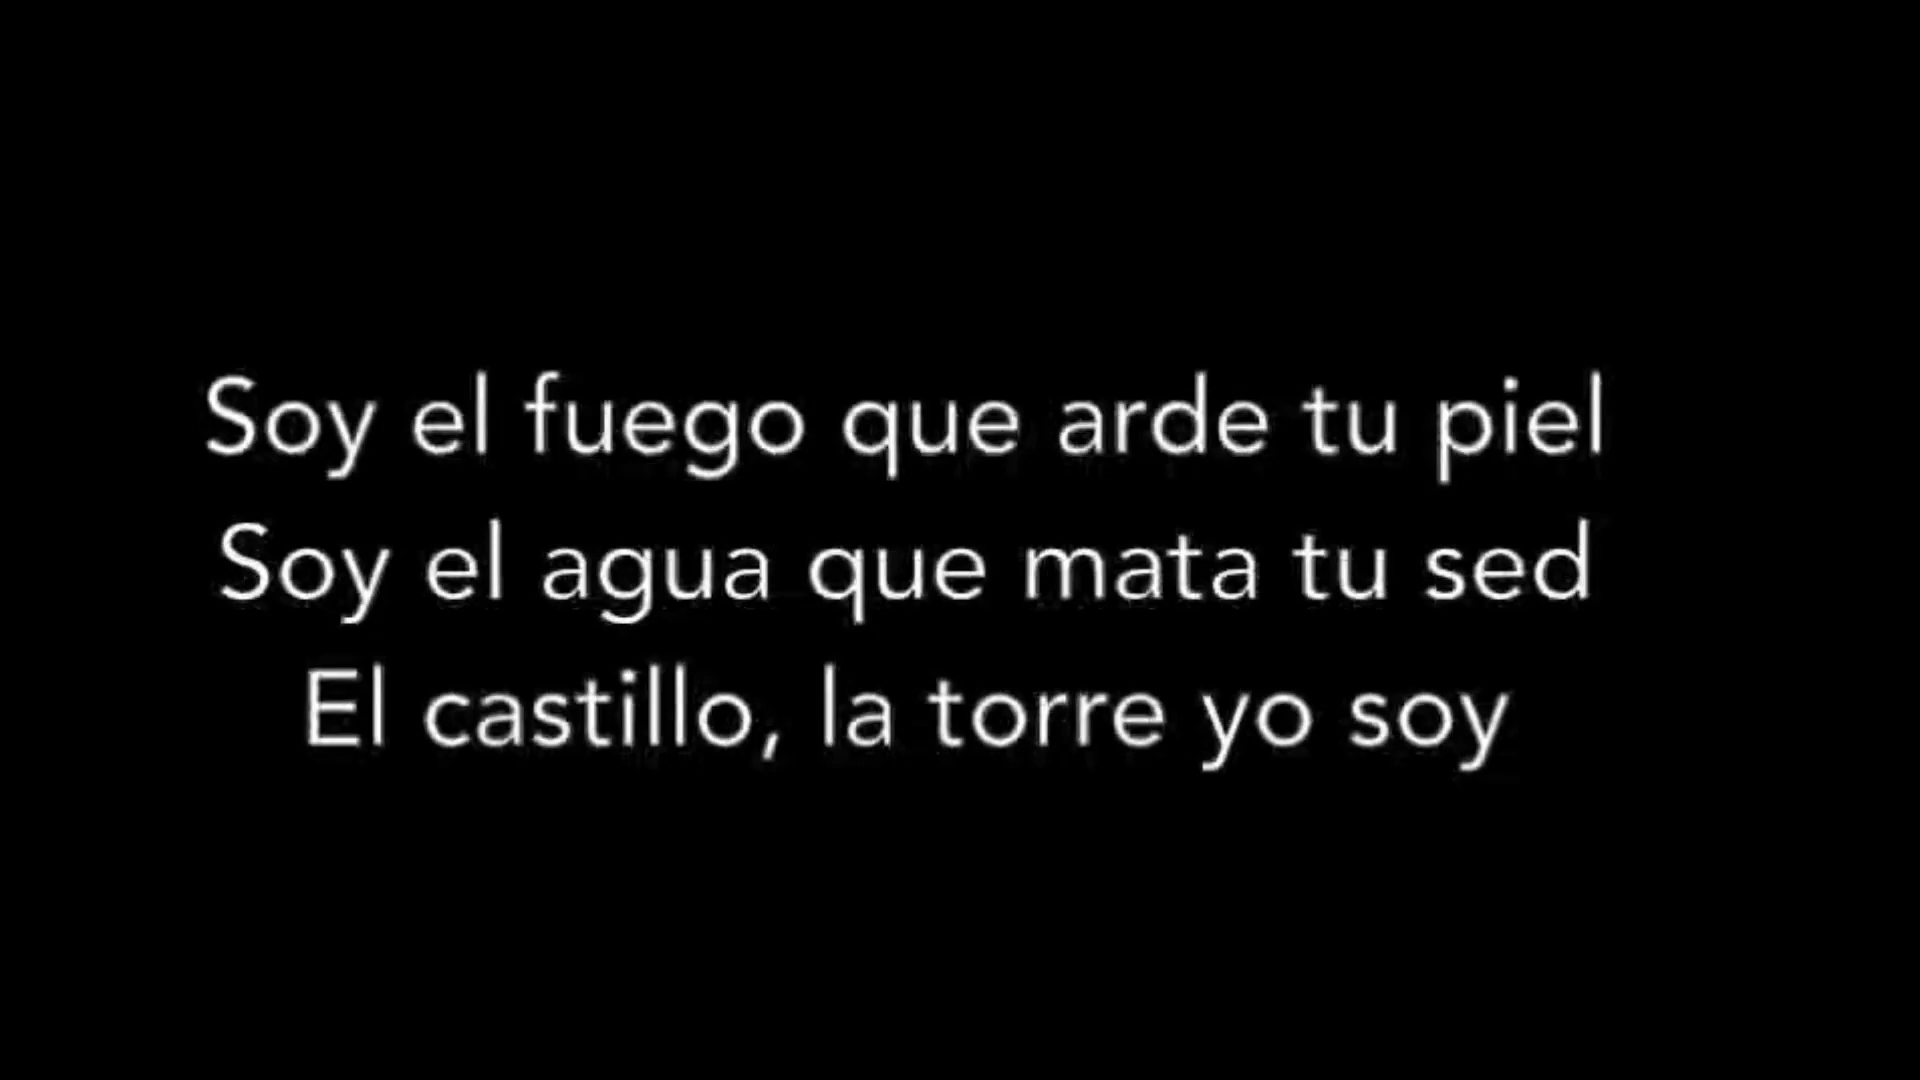 Soy el fuego que arde tu piel
Soy el agua que mata tu sed
El castillo, la torre yo soy